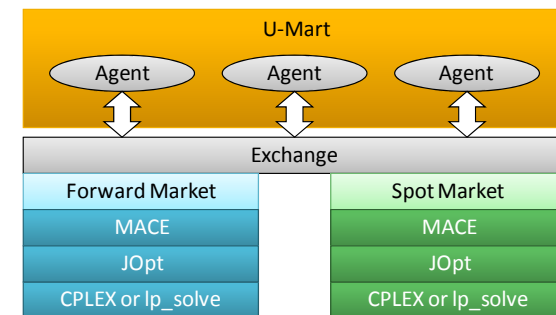 U-Mart
Agent Agent Agent
Exchange
Forward Market Spot Market
MACE MACE
JOpt JOpt
CPLEX or lp_solve CPLEX or lp_solve